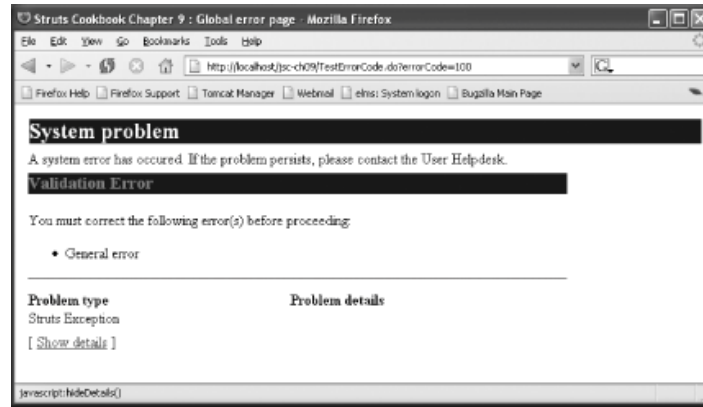 Struts Cookbook Chapter 9 : Global error page - Mozilla Firefox
File Edit View Go Bookmarks Tools Help
http://localhost/jsc-ch09/TestErrorCode.do?errorCode=100
Firefox Help Firefox Support Tomcat Manager Webmail elms: System logon Bugzilla Main Page
System problem
A system error has occured. If the problem persists, please contact the User Helpdesk.
Validation Error
You must correct the following error(s) before proceeding:
• General error
Problem type Problem details
Struts Exception
[ Show details ]
javascript:hideDetails()